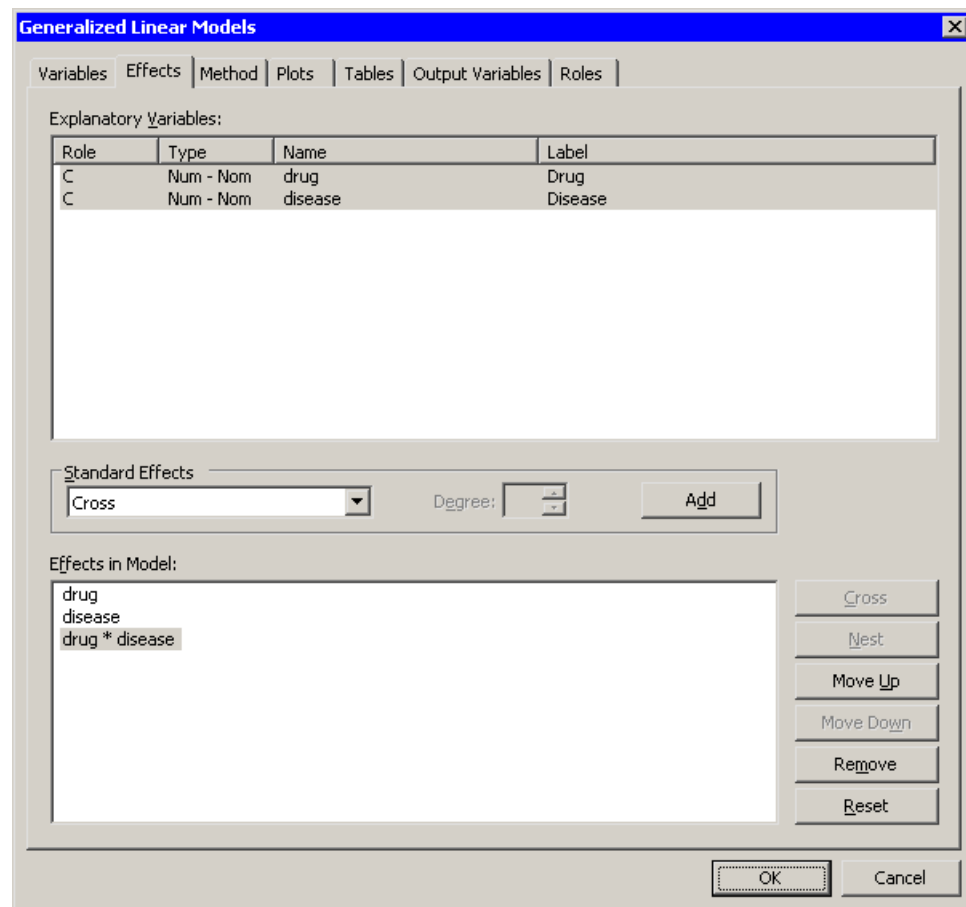 Generalized Linear Models
Variables Effects Method Plots Tables Output Variables Roles
Explanatory Variables:
Role Type Name Label
C Num - Nom drug Drug
C Num - Nom disease Disease
Standard Effects
Cross Degree: Add
Effects in Model:
drug
disease
drug * disease
Cross
Nest
Move Up
Move Down
Remove
Reset
OK Cancel